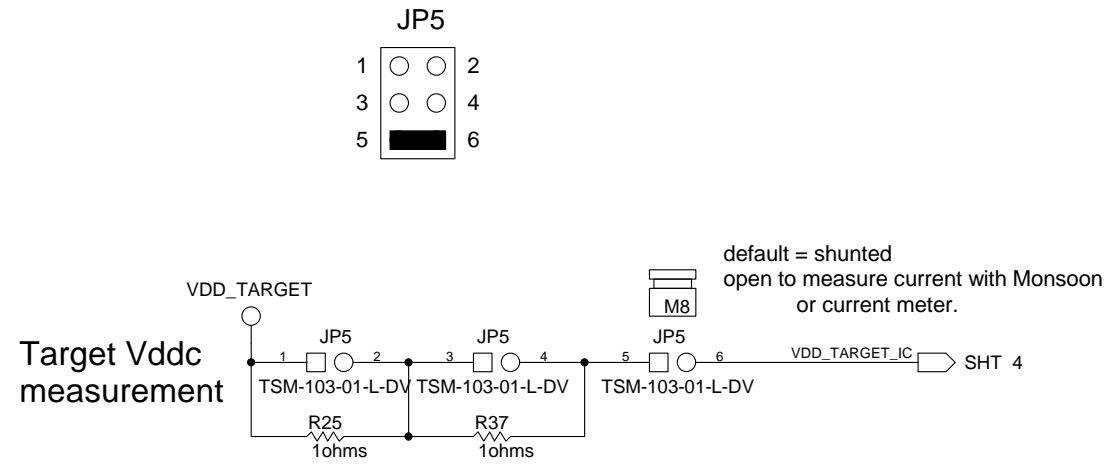 JP5
1 2
3 4
5 6
default = shunted
open to measure current with Monsoon
or current meter.
M8
VDD_TARGET
Target Vddc
measurement
JP5 JP5 JP5
1 2 3 4 5 6 VDD_TARGET_IC SHT 4
TSM-103-01-L-DV TSM-103-01-L-DV TSM-103-01-L-DV
R25 R37
1ohms 1ohms